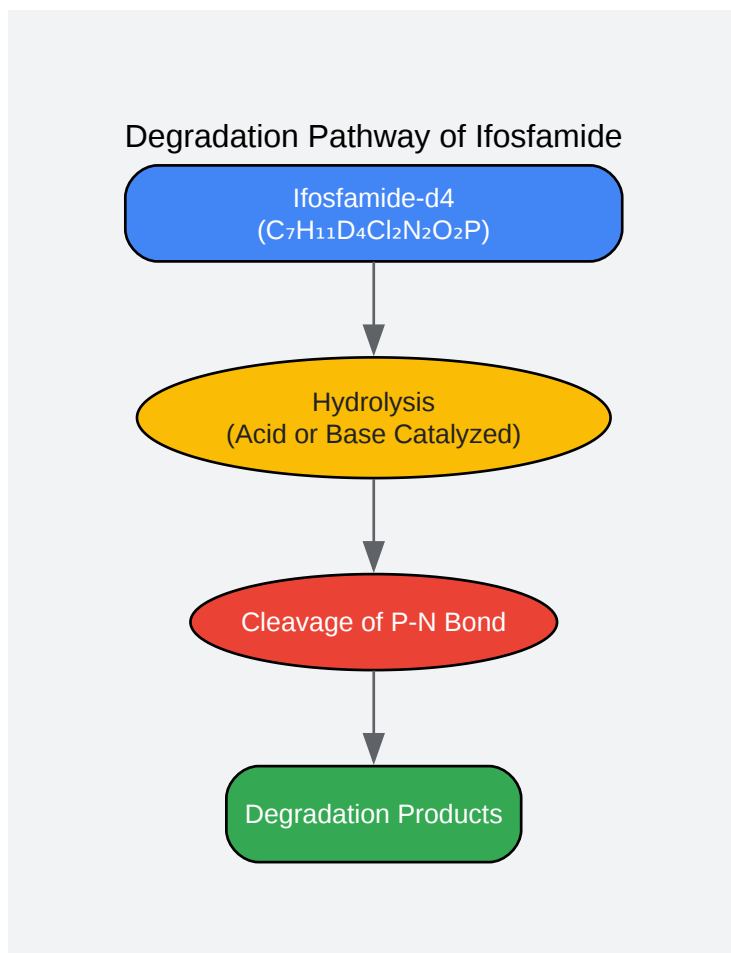 Degradation Pathway of Ifosfamide
Ifosfamide-d4
(C₇H₁₁D₄Cl₂N₂O₂P)
Hydrolysis
(Acid or Base Catalyzed)
Cleavage of P-N Bond
Degradation Products